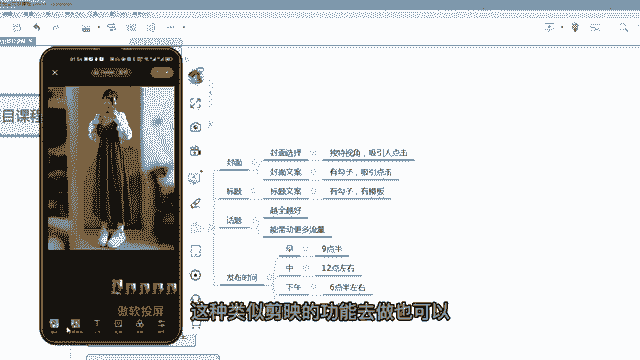 目课程
封面
封面选择
独特视角，吸引人点击
封面文案
有勾子，吸引点击
标题
标题文案
有勾子，有模板
话题
越全越好
能带动更多流量
发布时间
早
9点半
中
12点左右
下午
6点半左右
傲软投屏
这种类似剪映的功能去做也可以